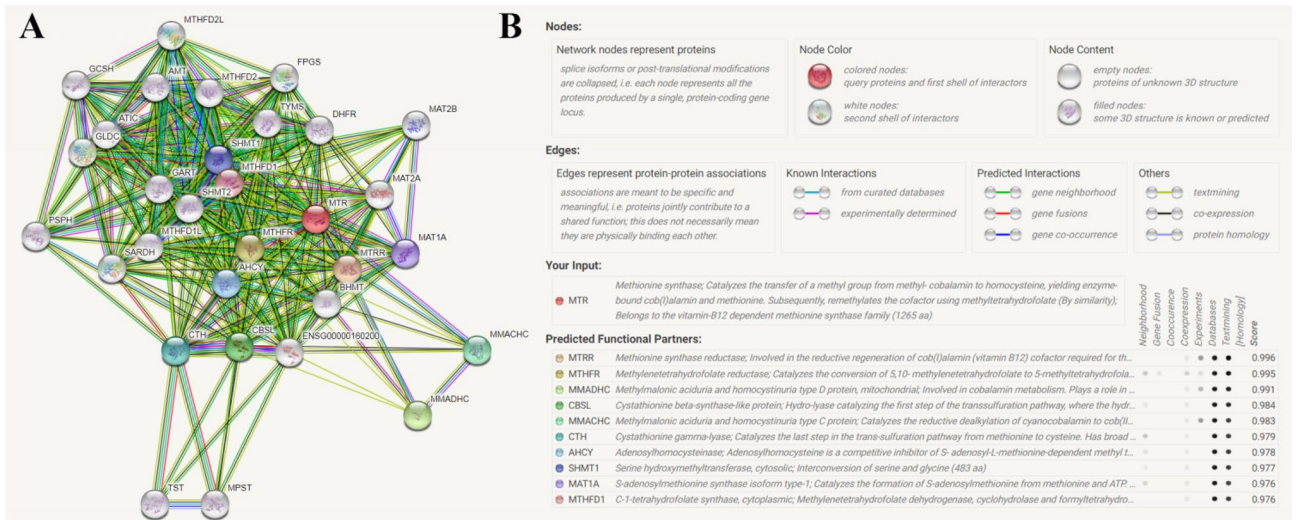 A
MTHFD2L
GCSH
AMT
MTHFD2
FPGS
TYMS
DHFR
MAT2B
ATIC
GLDC
SHMT1
MTHFD1
GART
SHMT2
MAT2A
MTR
PSPH
MTHFD1L
MTHFR
MAT1A
SARDH
AHCY
MTRR
BHMT
CTH
CBSL
ENSG00000160200
MMACHC
MMADHC
TST
MPST
B
Nodes:
Network nodes represent proteins
splice isoforms or post-translational modifications
are collapsed, i.e. each node represents all the
proteins produced by a single, protein-coding gene
locus.
Node Color
colored nodes:
query proteins and first shell of interactors
white nodes:
second shell of interactors
Node Content
empty nodes:
proteins of unknown 3D structure
filled nodes:
some 3D structure is known or predicted
Edges:
Edges represent protein-protein associations
associations are meant to be specific and
meaningful, i.e. proteins jointly contribute to a
shared function; this does not necessarily mean
they are physically binding each other.
Known Interactions
from curated databases
experimentally determined
Predicted Interactions
gene neighborhood
gene fusions
gene co-occurrence
Others
textmining
co-expression
protein homology
Your Input:
MTR
Methionine synthase; Catalyzes the transfer of a methyl group from methyl- cobalamin to homocysteine, yielding enzyme-
bound cob(I)alamin and methionine. Subsequently, remethylates the cofactor using methyltetrahydrofolate (By similarity);
Belongs to the vitamin-B12 dependent methionine synthase family (1265 aa)
Neighborhood
Gene Fusion
Cooccurence
Coexpression
Experiments
Databases
Textmining
[Homology]
Score
Predicted Functional Partners:
MTRR Methionine synthase reductase; Involved in the reductive regeneration of cob(I)alamin (vitamin B12) cofactor required for th... 0.996
MTHFR Methylenetetrahydrofolate reductase; Catalyzes the conversion of 5,10- methylenetetrahydrofolate to 5-methyltetrahydrofola... 0.995
MMADHC Methylmalonic aciduria and homocystinuria type D protein, mitochondrial; Involved in cobalamin metabolism. Plays a role in ... 0.991
CBSL Cystathionine beta-synthase-like protein; Hydro-lyase catalyzing the first step of the transsulfuration pathway, where the hydr... 0.984
MMACHC Methylmalonic aciduria and homocystinuria type C protein; Catalyzes the reductive dealkylation of cyanocobalamin to cob(II... 0.983
CTH Cystathionine gamma-lyase; Catalyzes the last step in the trans-sulfuration pathway from methionine to cysteine. Has broad ... 0.979
AHCY Adenosylhomocysteinase; Adenosylhomocysteine is a competitive inhibitor of S- adenosyl-L-methionine-dependent methyl t... 0.978
SHMT1 Serine hydroxymethyltransferase, cytosolic; Interconversion of serine and glycine (483 aa) 0.977
MAT1A S-adenosylmethionine synthase isoform type-1; Catalyzes the formation of S-adenosylmethionine from methionine and ATP. ... 0.976
MTHFD1 C-1-tetrahydrofolate synthase, cytoplasmic; Methylenetetrahydrofolate dehydrogenase, cyclohydrolase and formyltetrahydro... 0.976